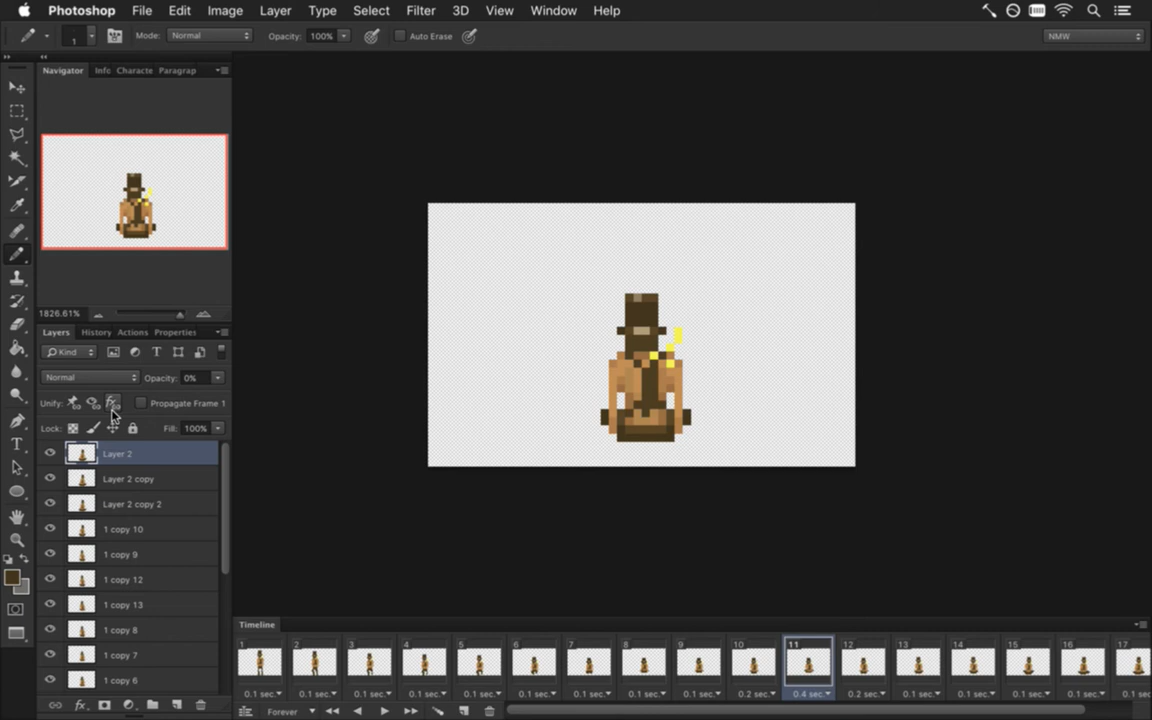 Photoshop File Edit Image Layer Type Select Filter 3D View Window Help
1 Mode: Normal Opacity: 100% Auto Erase NMW
Navigator Info Characte Paragrap
1826.61%
Layers History Actions Properties
Kind T
Normal Opacity: 0%
Unify: Propagate Frame 1
Lock: Fill: 100%
Layer 2
Layer 2 copy
Layer 2 copy 2
1 copy 10
1 copy 9
1 copy 12
1 copy 13
1 copy 8
1 copy 7
1 copy 6
fx
Timeline
1 2 3 4 5 6 7 8 9 10 11 12 13 14 15 16 17
0.1 sec. 0.1 sec. 0.1 sec. 0.1 sec. 0.1 sec. 0.1 sec. 0.1 sec. 0.1 sec. 0.1 sec. 0.2 sec. 0.4 sec. 0.2 sec. 0.1 sec. 0.1 sec. 0.1 sec. 0.1 sec. 0.1 sec
Forever